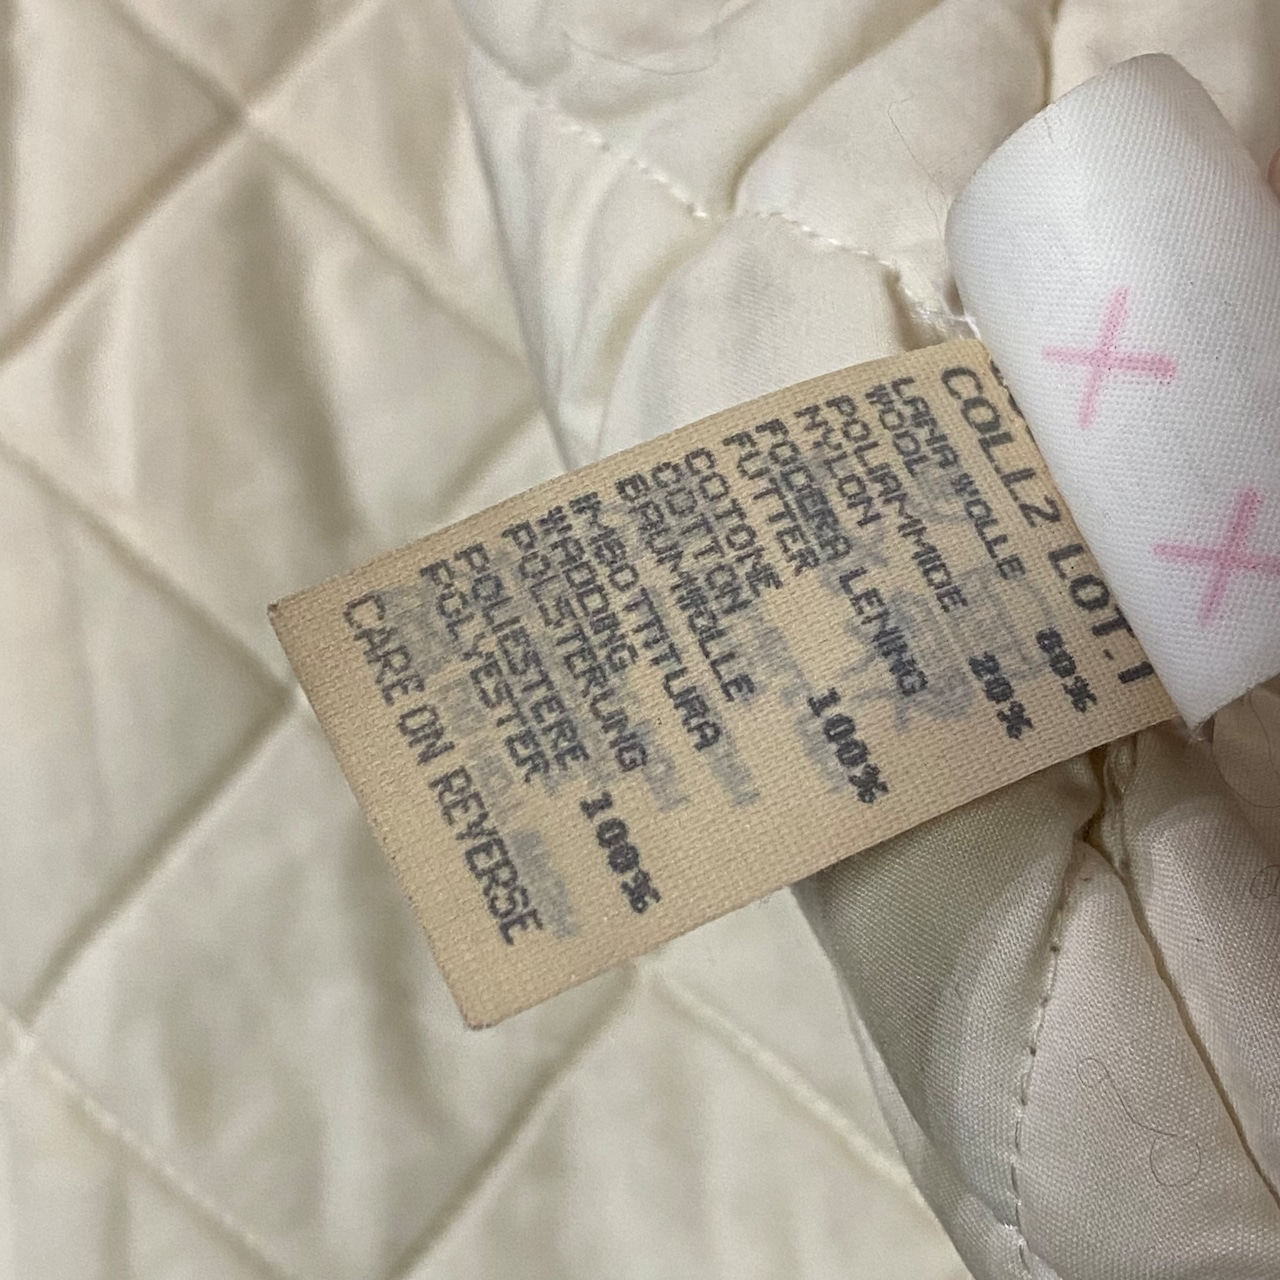 COLL2 LOT.1
LANA WOLLE
WOOL 80%
POLIAMMIDE
NYLON 20%
FODERA LENING
FUTTER
COTONE
COTTON 100%
BAUMWOLLE
IMBOTTITURA
WADDING
POLSTERUNG
POLIESTERE
POLYESTER 100%
CARE ON REVERSE